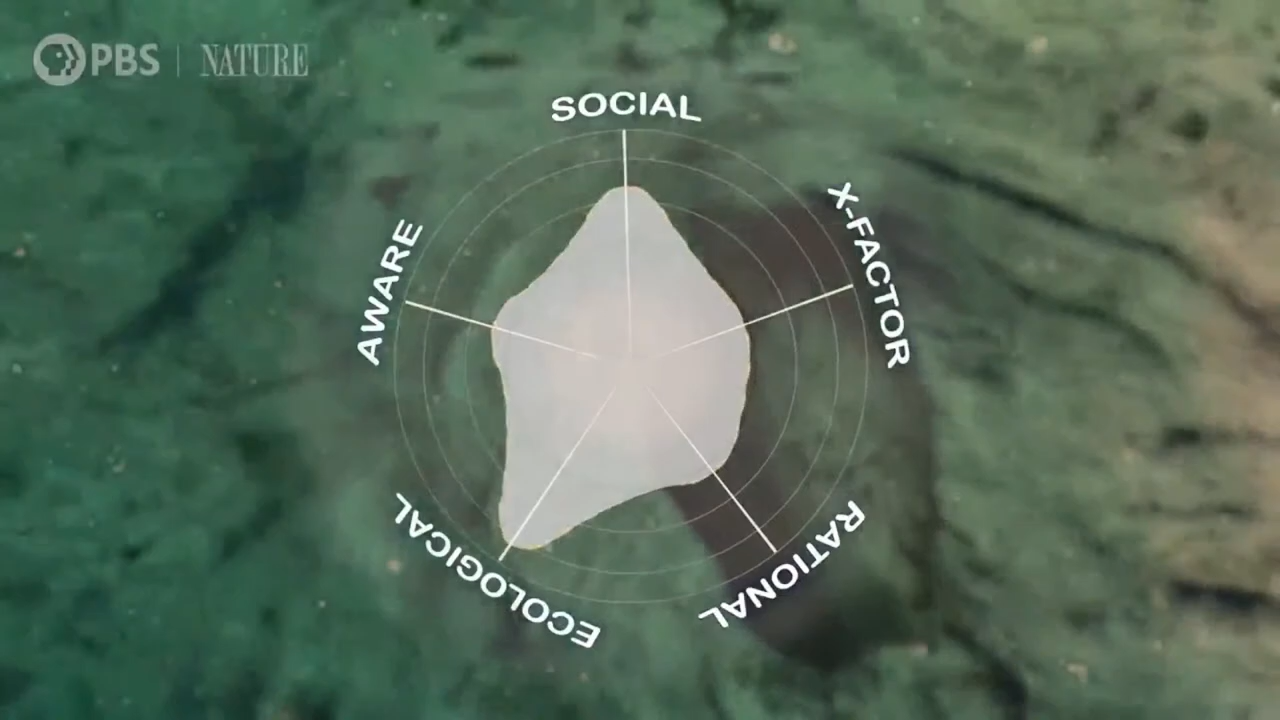 PBS | NATURE
SOCIAL
X-FACTOR
AWARE
RATIONAL
ECOLOGICAL